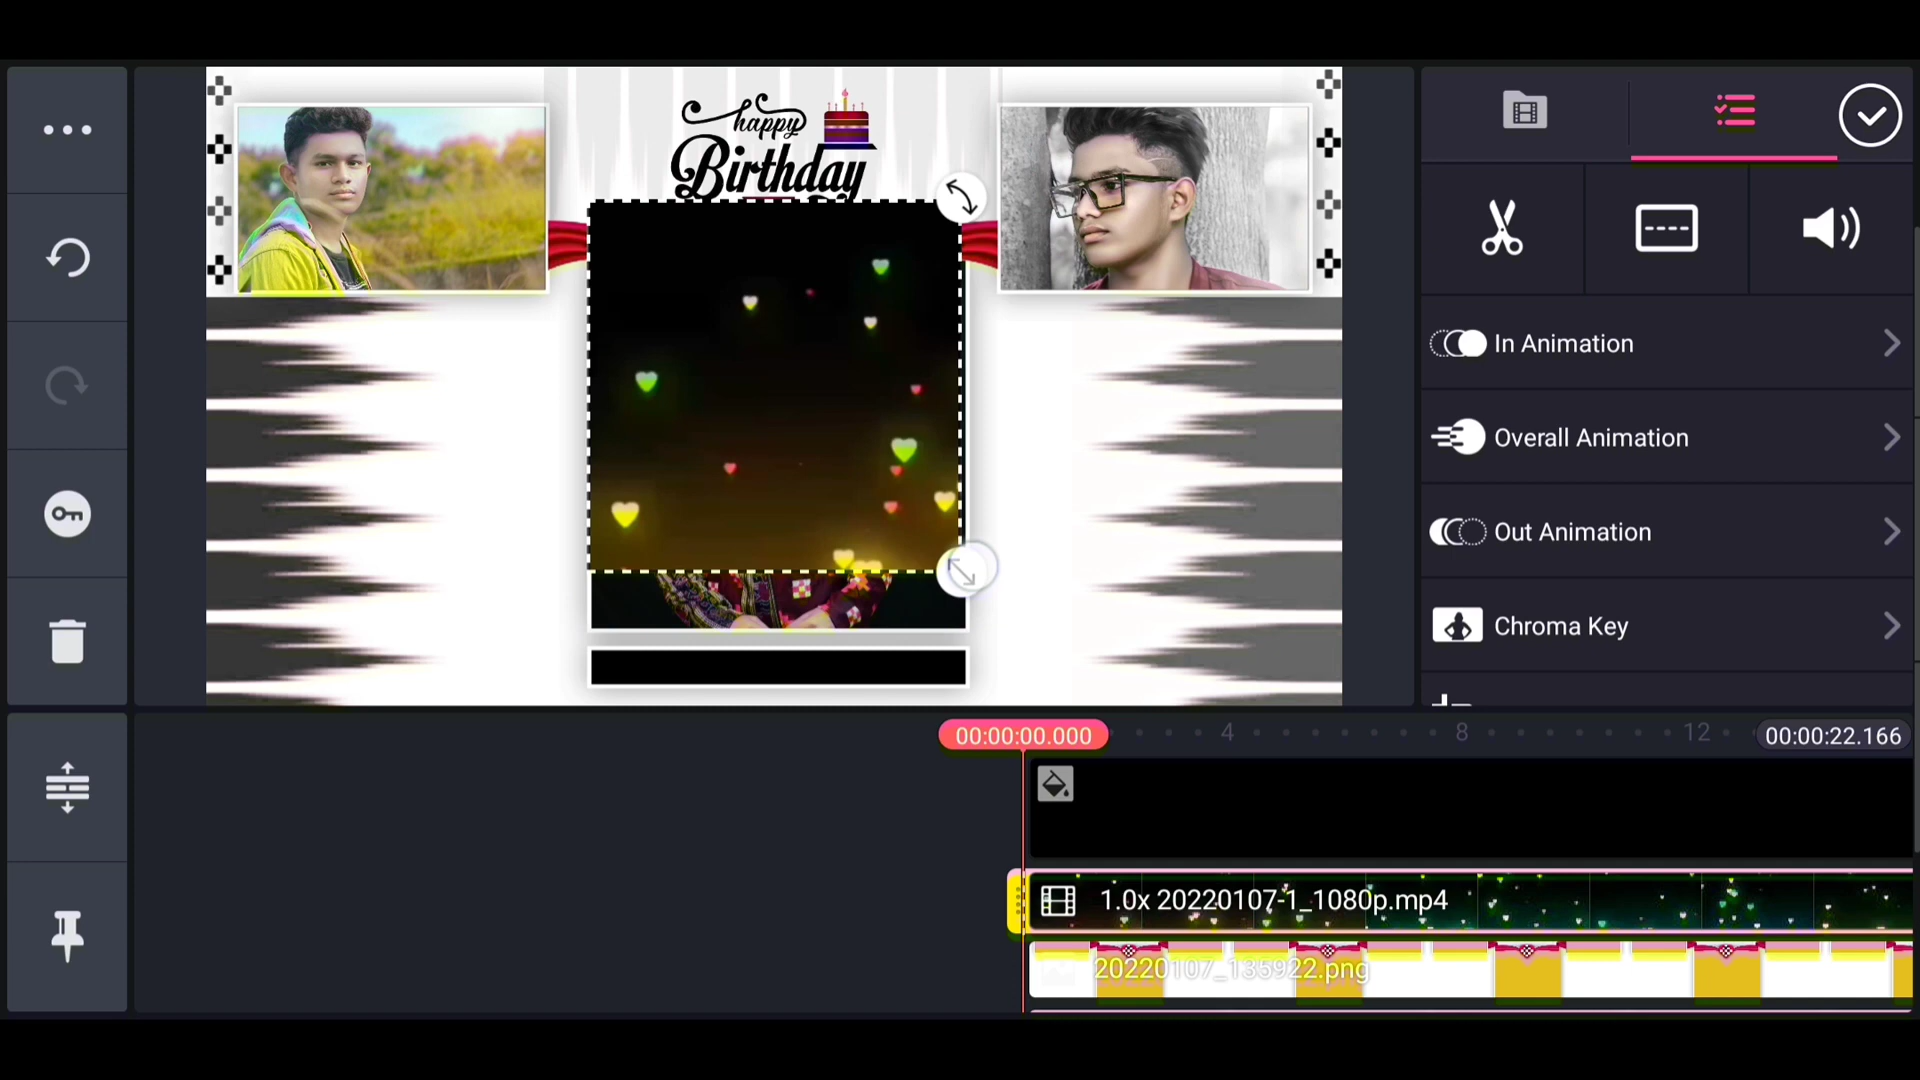 happy
Birthday
In Animation
Overall Animation
Out Animation
Chroma Key
00:00:00.000
4
8
12
00:00:22.166
1.0x 20220107-1_1080p.mp4
20220107_135922.png